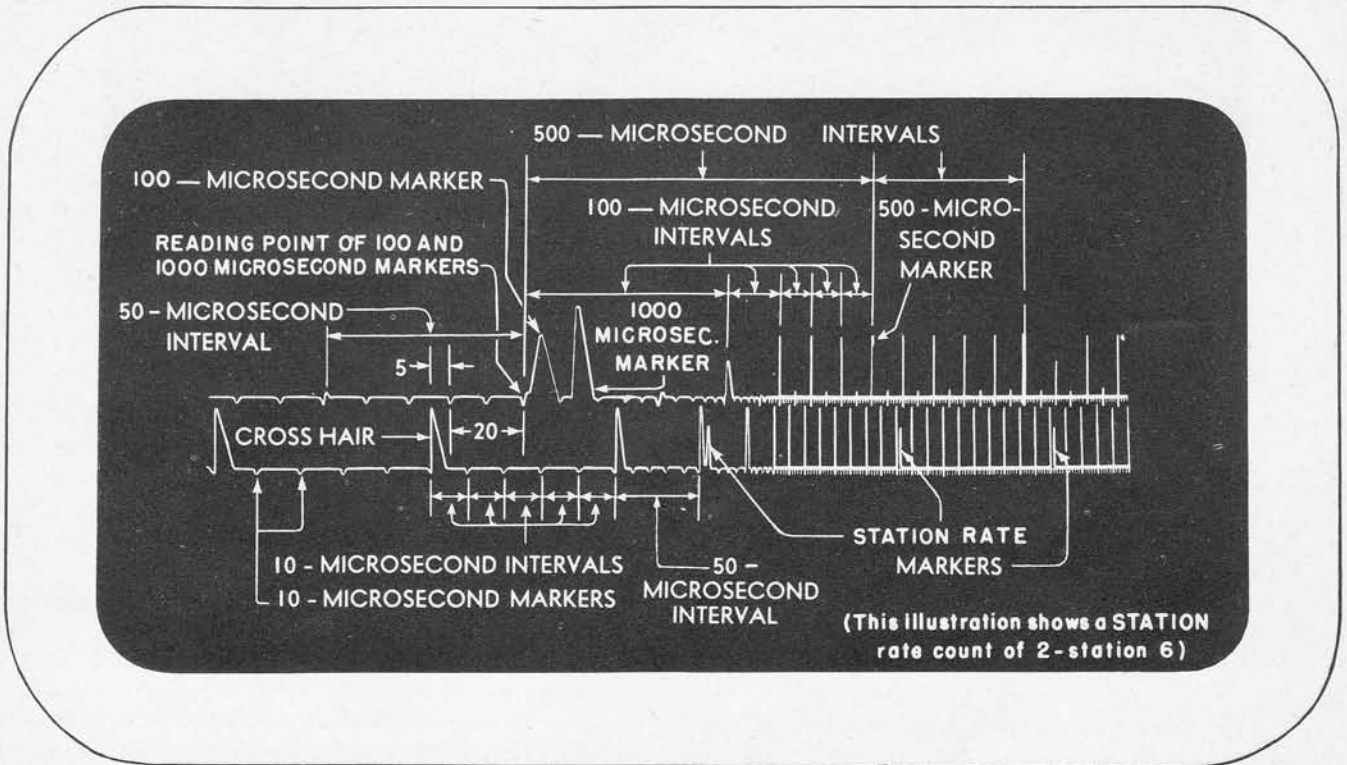 500 — MICROSECOND INTERVALS
100 — MICROSECOND MARKER
100 — MICROSECOND
INTERVALS
500 - MICRO-
SECOND
MARKER
READING POINT OF 100 AND
1000 MICROSECOND MARKERS
50 - MICROSECOND
INTERVAL
1000
MICROSEC.
MARKER
5
CROSS HAIR
20
10 - MICROSECOND INTERVALS
10 - MICROSECOND MARKERS
50 -
MICROSECOND
INTERVAL
STATION RATE
MARKERS
(This illustration shows a STATION
rate count of 2-station 6)